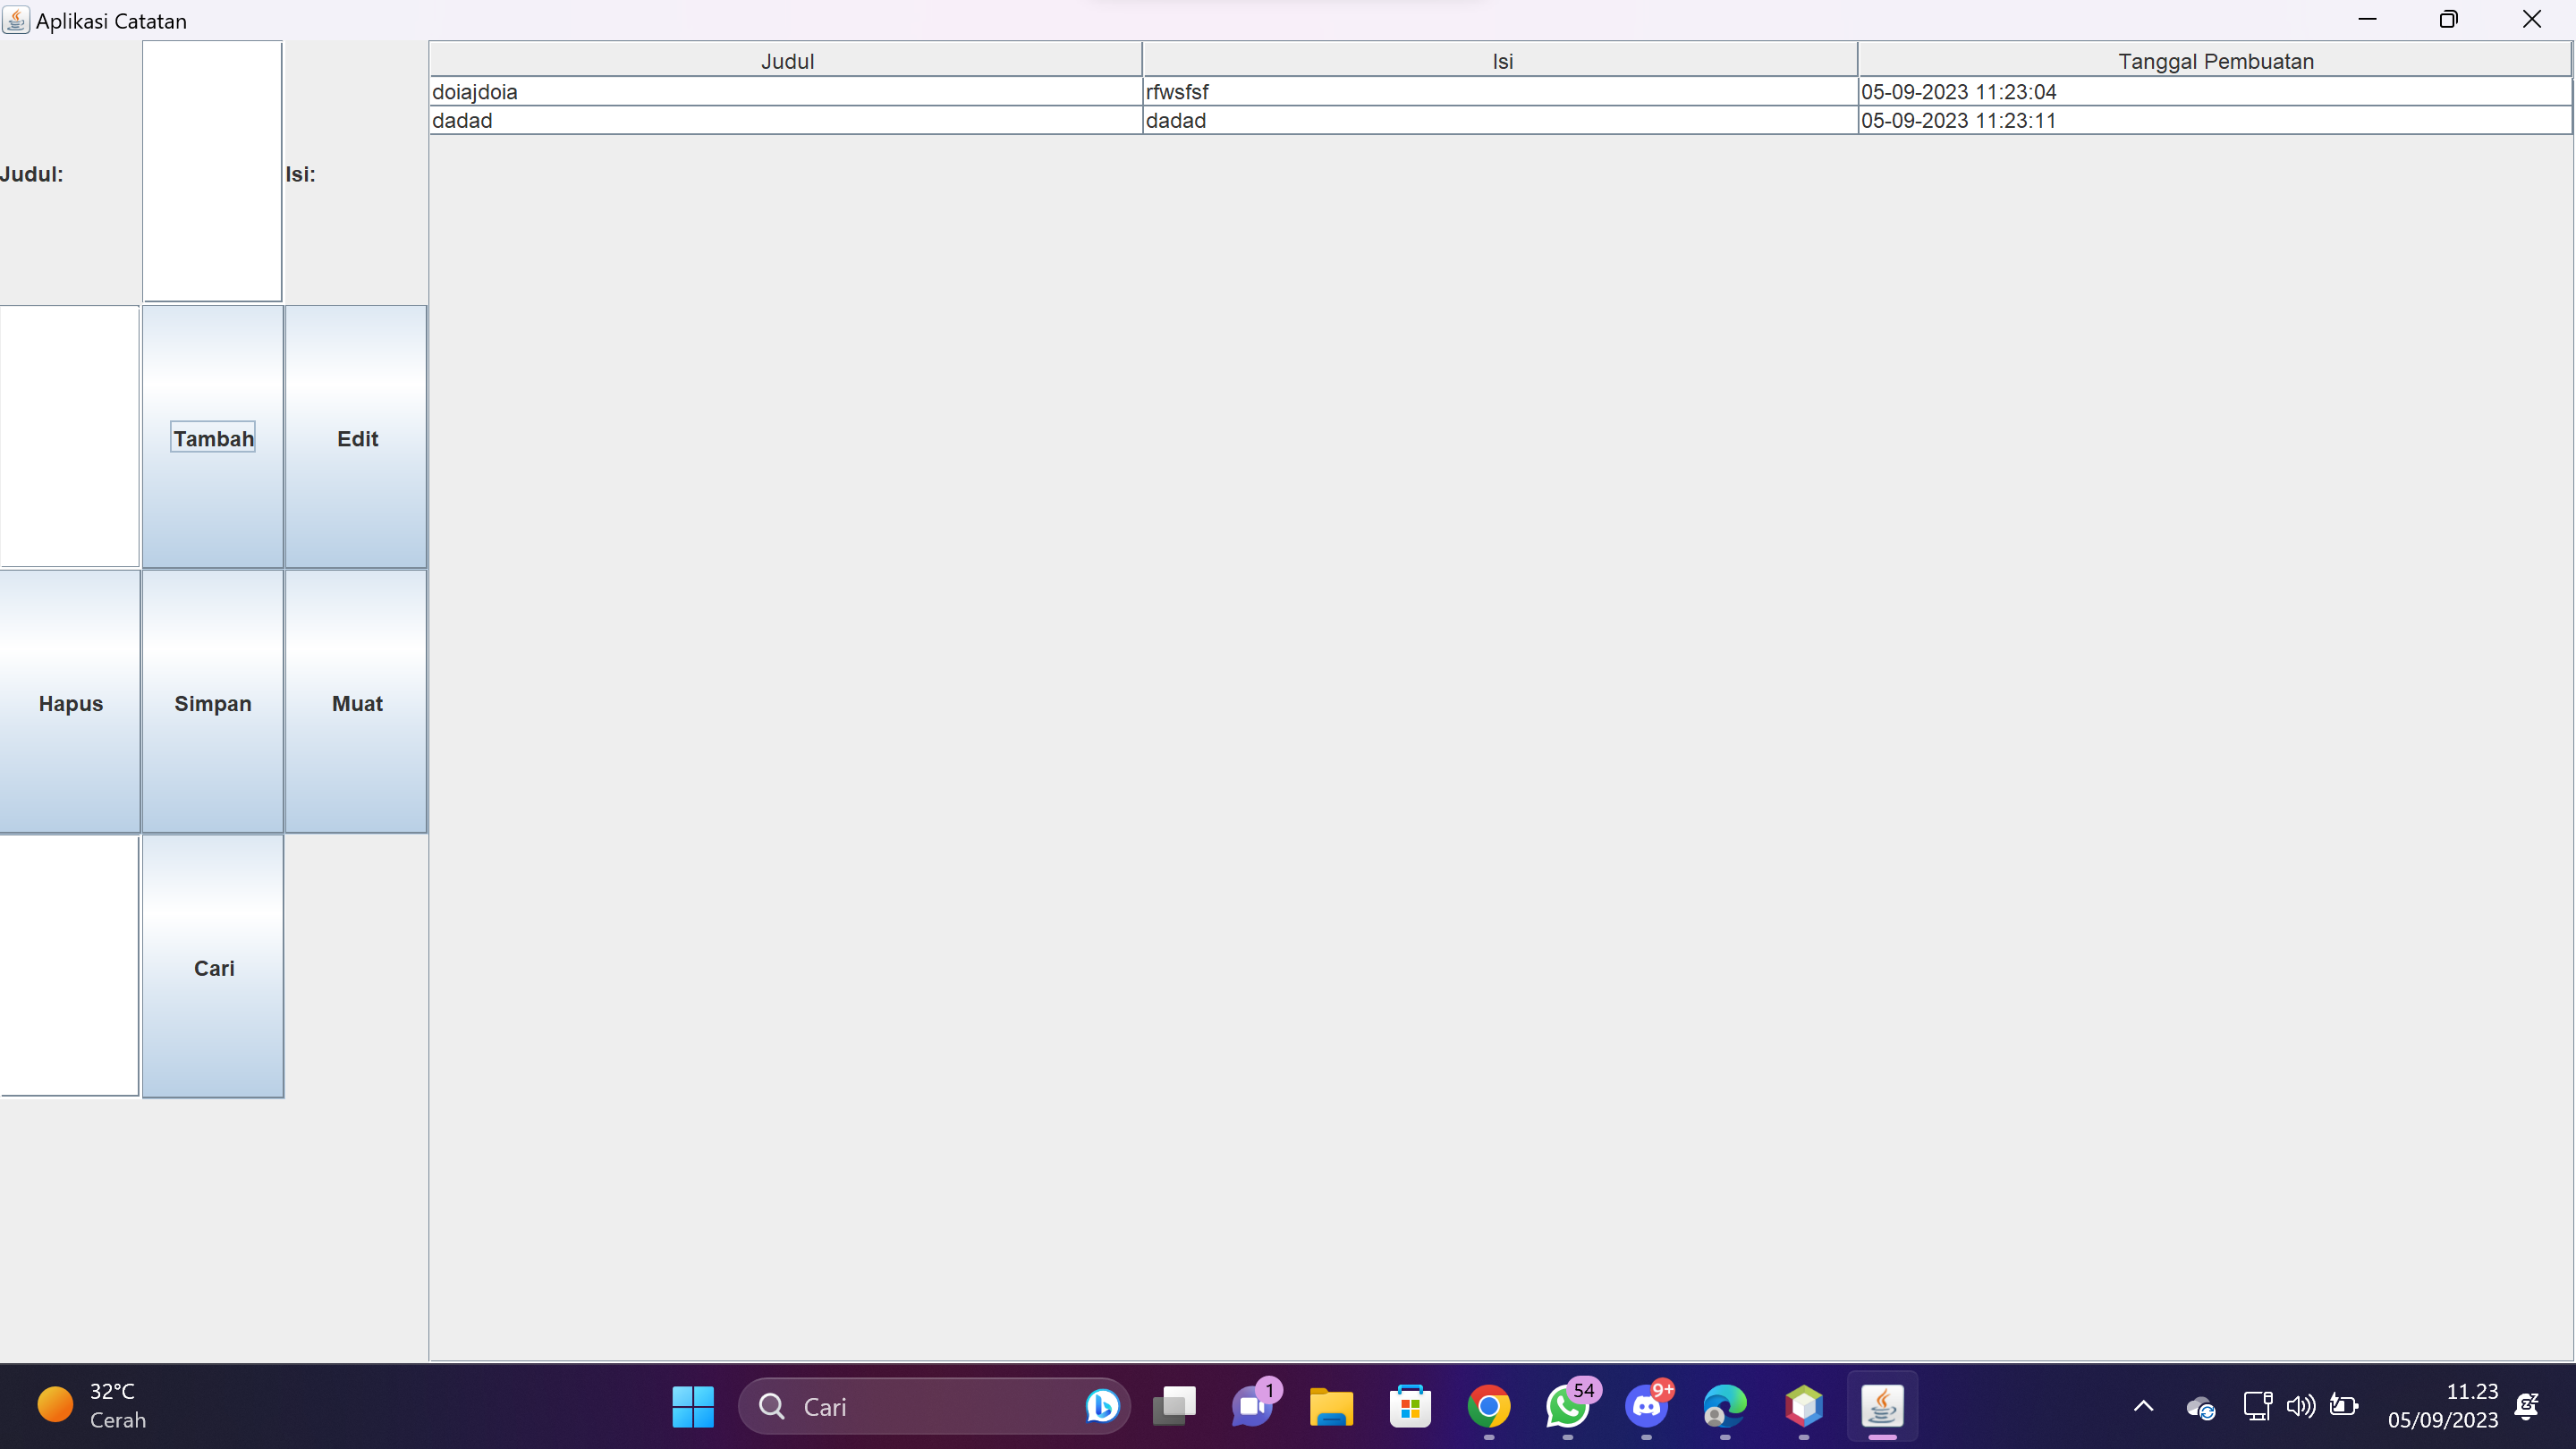 Aplikasi Catatan
Judul:
Isi:
Tambah
Edit
Hapus
Simpan
Muat
Cari
Judul Isi Tanggal Pembuatan
doiajdoia rfwsfsf 05-09-2023 11:23:04
dadad dadad 05-09-2023 11:23:11
32°C
Cerah
Cari
1
54
9+
11.23
05/09/2023